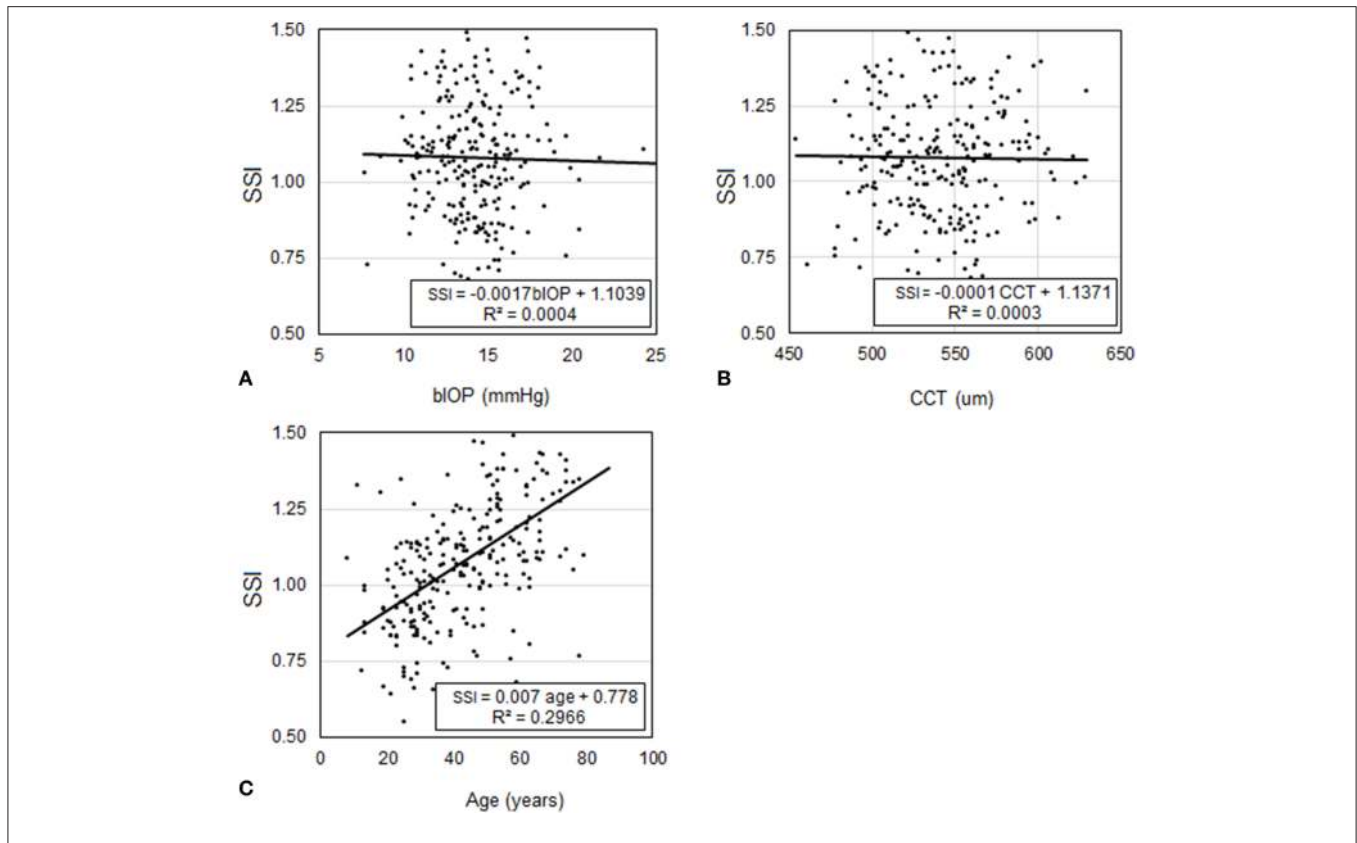 1.50
1.25
1.00
0.75
0.50
SSI
SSI = -0.0017bIOP + 1.1039
R² = 0.0004
5 10 15 20 25
A
bIOP (mmHg)
1.50
1.25
1.00
0.75
0.50
SSI
SSI = -0.0001 CCT + 1.1371
R² = 0.0003
450 500 550 600 650
B
CCT (um)
1.50
1.25
1.00
0.75
0.50
SSI
SSI = 0.007 age + 0.778
R² = 0.2966
0 20 40 60 80 100
C
Age (years)